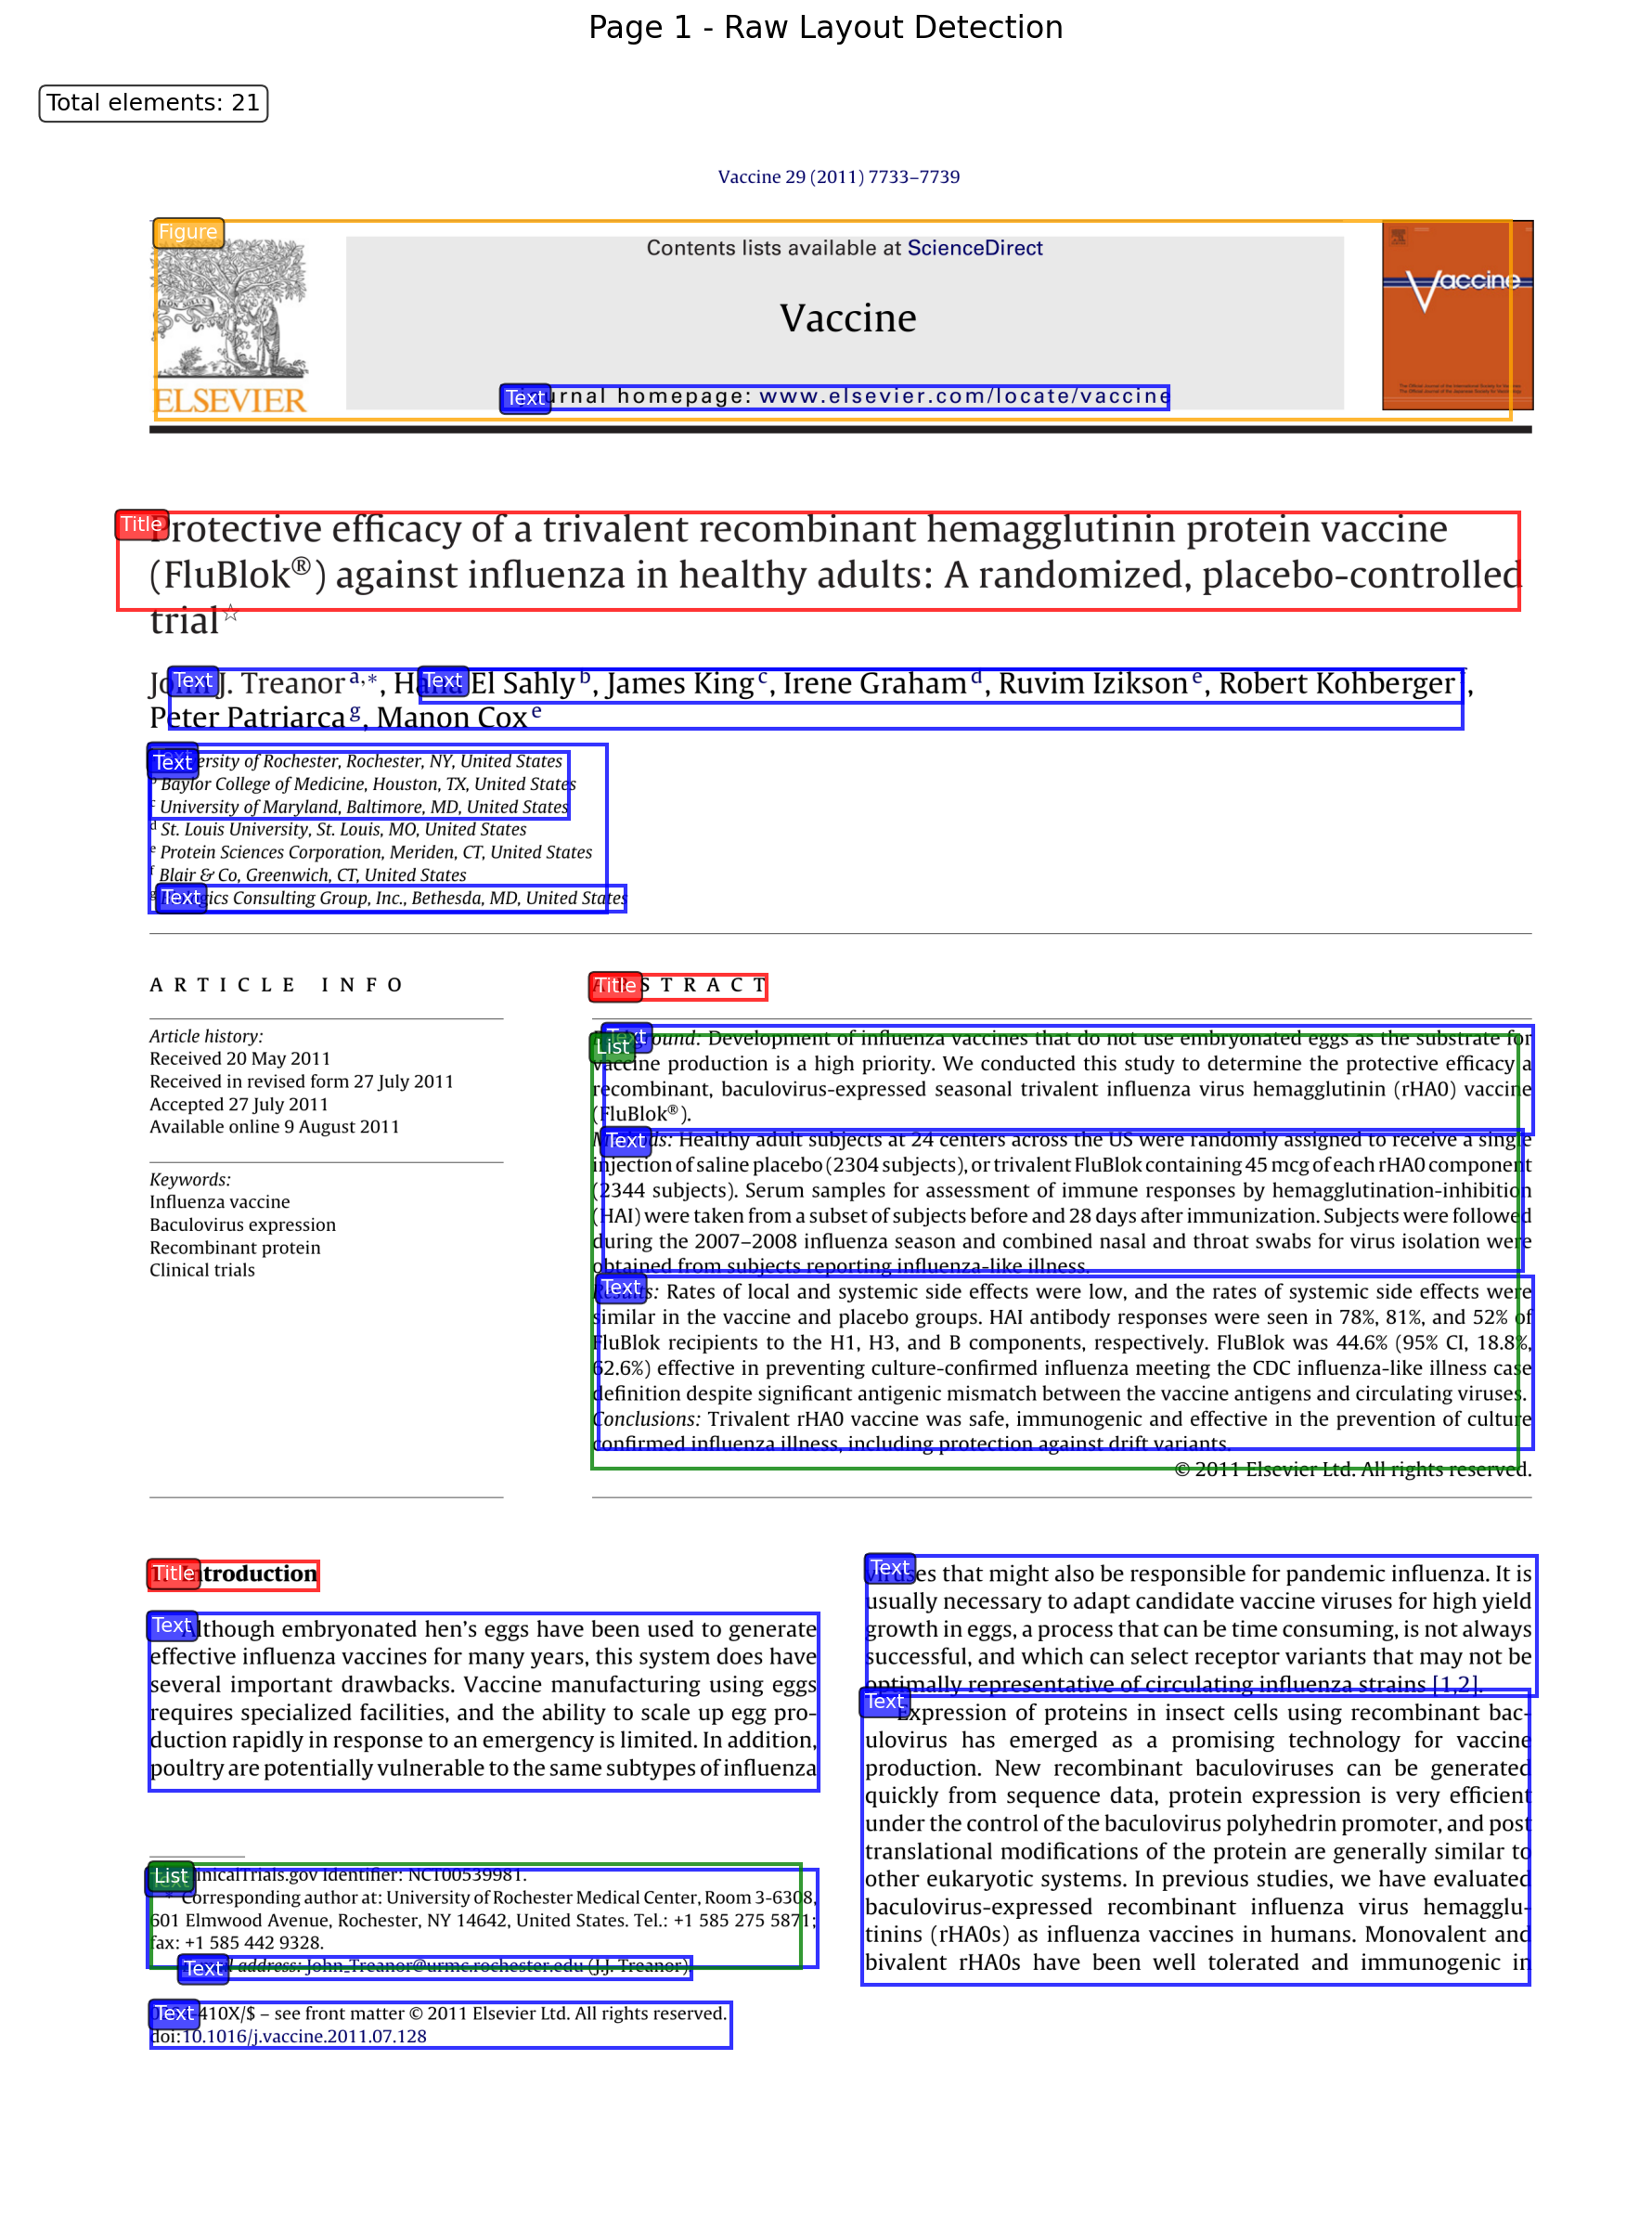 Page 1 - Raw Layout Detection
Total elements: 21
Vaccine 29 (2011) 7733–7739
Figure
Contents lists available at ScienceDirect
Vaccine
ELSEVIER
Text urnal homepage: www.elsevier.com/locate/vaccine
Vaccine
Title
Protective efficacy of a trivalent recombinant hemagglutinin protein vaccine
(FluBlok®) against influenza in healthy adults: A randomized, placebo-controlled
trial☆
Text Text
John J. Treanor a,*, Hana El Sahly b, James King c, Irene Graham d, Ruvim Izikson e, Robert Kohberger f,
Peter Patriarca g, Manon Cox e
Text ersity of Rochester, Rochester, NY, United States
b Baylor College of Medicine, Houston, TX, United States
c University of Maryland, Baltimore, MD, United States
d St. Louis University, St. Louis, MO, United States
e Protein Sciences Corporation, Meriden, CT, United States
f Blair & Co, Greenwich, CT, United States
g Text gics Consulting Group, Inc., Bethesda, MD, United States
ARTICLE INFO
Article history:
Received 20 May 2011
Received in revised form 27 July 2011
Accepted 27 July 2011
Available online 9 August 2011
Keywords:
Influenza vaccine
Baculovirus expression
Recombinant protein
Clinical trials
Title STRACT
Text
List
ground: Development of influenza vaccines that do not use embryonated eggs as the substrate for
vaccine production is a high priority. We conducted this study to determine the protective efficacy a
recombinant, baculovirus-expressed seasonal trivalent influenza virus hemagglutinin (rHA0) vaccine
(FluBlok®).
Text
Methods: Healthy adult subjects at 24 centers across the US were randomly assigned to receive a single
injection of saline placebo (2304 subjects), or trivalent FluBlok containing 45 mcg of each rHA0 component
(2344 subjects). Serum samples for assessment of immune responses by hemagglutination-inhibition
(HAI) were taken from a subset of subjects before and 28 days after immunization. Subjects were followed
during the 2007–2008 influenza season and combined nasal and throat swabs for virus isolation were
obtained from subjects reporting influenza-like illness.
Text
Results: Rates of local and systemic side effects were low, and the rates of systemic side effects were
similar in the vaccine and placebo groups. HAI antibody responses were seen in 78%, 81%, and 52% of
FluBlok recipients to the H1, H3, and B components, respectively. FluBlok was 44.6% (95% CI, 18.8%,
62.6%) effective in preventing culture-confirmed influenza meeting the CDC influenza-like illness case
definition despite significant antigenic mismatch between the vaccine antigens and circulating viruses.
Conclusions: Trivalent rHA0 vaccine was safe, immunogenic and effective in the prevention of culture
confirmed influenza illness, including protection against drift variants.
© 2011 Elsevier Ltd. All rights reserved.
Title
1. Introduction
Text
Although embryonated hen's eggs have been used to generate
effective influenza vaccines for many years, this system does have
several important drawbacks. Vaccine manufacturing using eggs
requires specialized facilities, and the ability to scale up egg pro-
duction rapidly in response to an emergency is limited. In addition,
poultry are potentially vulnerable to the same subtypes of influenza
List
Text
ClinicalTrials.gov Identifier: NCT00539981.
* Corresponding author at: University of Rochester Medical Center, Room 3-6308,
601 Elmwood Avenue, Rochester, NY 14642, United States. Tel.: +1 585 275 5871;
fax: +1 585 442 9328.
Text address: John_Treanor@urmc.rochester.edu (J.J. Treanor).
Text 410X/$ – see front matter © 2011 Elsevier Ltd. All rights reserved.
doi:10.1016/j.vaccine.2011.07.128
Text
viruses that might also be responsible for pandemic influenza. It is
usually necessary to adapt candidate vaccine viruses for high yield
growth in eggs, a process that can be time consuming, is not always
successful, and which can select receptor variants that may not be
optimally representative of circulating influenza strains [1,2].
Text
Expression of proteins in insect cells using recombinant bac-
ulovirus has emerged as a promising technology for vaccine
production. New recombinant baculoviruses can be generated
quickly from sequence data, protein expression is very efficient
under the control of the baculovirus polyhedrin promoter, and post
translational modifications of the protein are generally similar to
other eukaryotic systems. In previous studies, we have evaluated
baculovirus-expressed recombinant influenza virus hemagglu-
tinins (rHA0s) as influenza vaccines in humans. Monovalent and
bivalent rHA0s have been well tolerated and immunogenic in